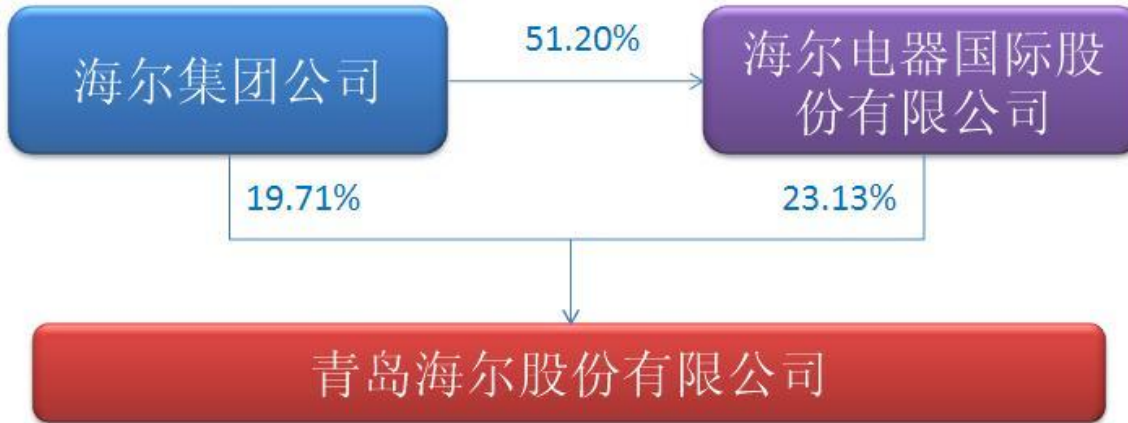 51.20%
海尔集团公司
海尔电器国际股
份有限公司
19.71%
23.13%
青岛海尔股份有限公司